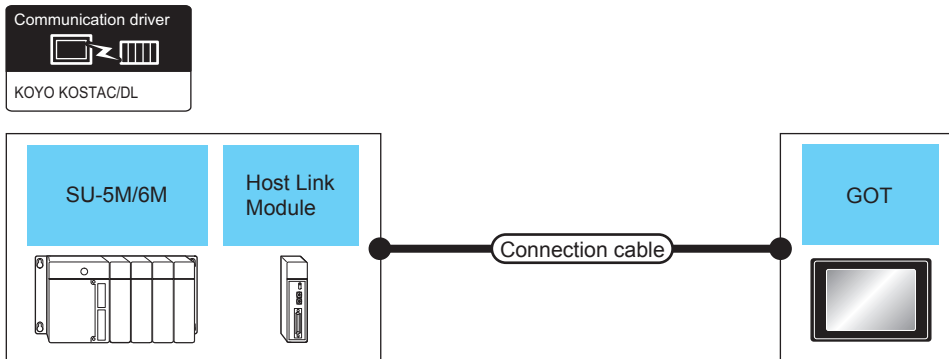 Communication driver
KOYO KOSTAC/DL
SU-5M/6M
Host Link
Module
Connection cable
GOT